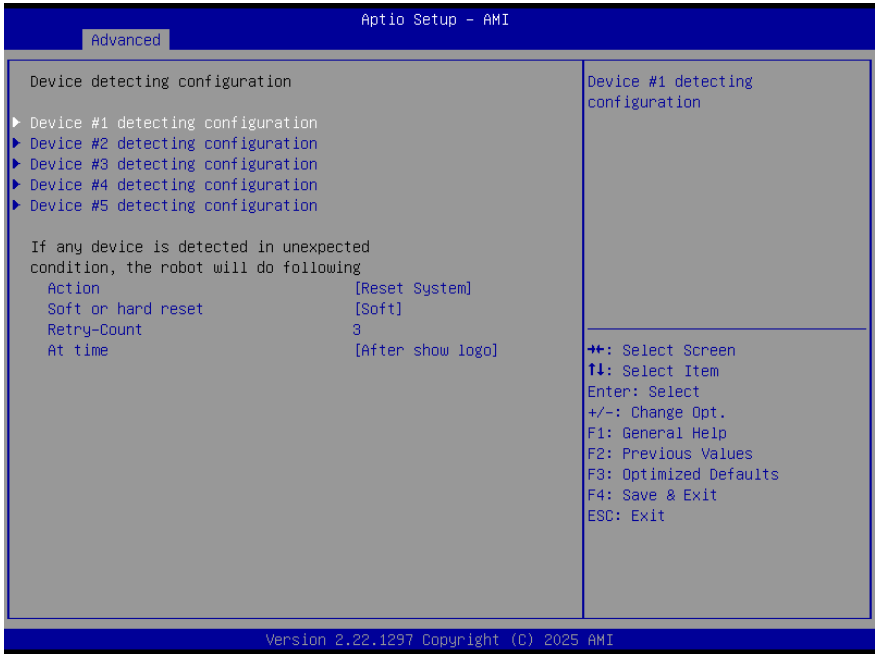 Aptio Setup – AMI
Advanced
Device detecting configuration
Device #1 detecting configuration
Device #2 detecting configuration
Device #3 detecting configuration
Device #4 detecting configuration
Device #5 detecting configuration
If any device is detected in unexpected
condition, the robot will do following
Action [Reset System]
Soft or hard reset [Soft]
Retry-Count 3
At time [After show logo]
Device #1 detecting
configuration
→←: Select Screen
↑↓: Select Item
Enter: Select
+/-: Change Opt.
F1: General Help
F2: Previous Values
F3: Optimized Defaults
F4: Save & Exit
ESC: Exit
Version 2.22.1297 Copyright (C) 2025 AMI